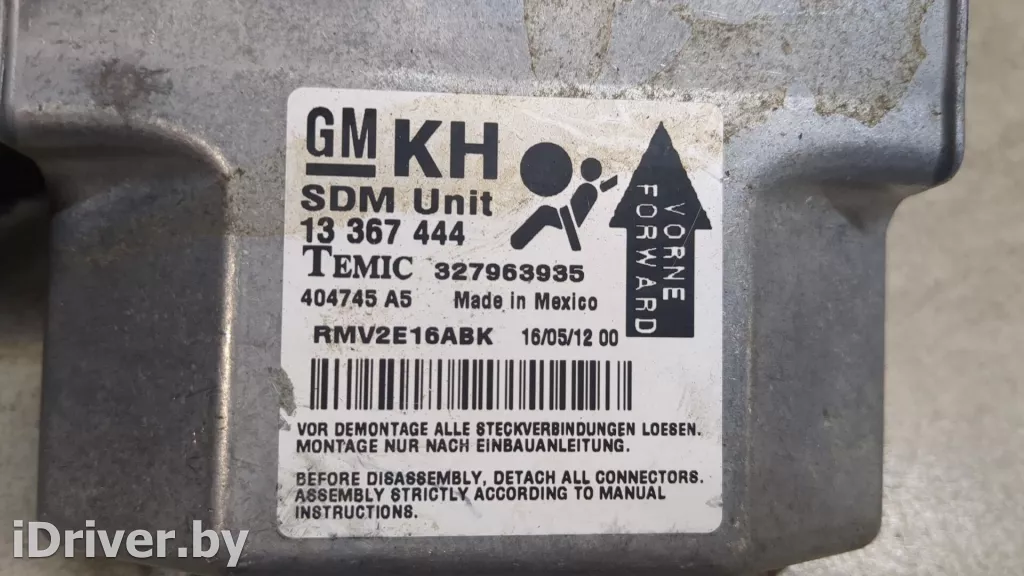 GM KH
SDM Unit
13 367 444
TEMIC 327963935
404745 A5 Made in Mexico
RMV2E16ABK 16/05/12 00
VORNE
FORWARD
VOR DEMONTAGE ALLE STECKVERBINDUNGEN LOESEN.
MONTAGE NUR NACH EINBAUANLEITUNG.
BEFORE DISASSEMBLY, DETACH ALL CONNECTORS.
ASSEMBLY STRICTLY ACCORDING TO MANUAL
INSTRUCTIONS.
iDriver.by